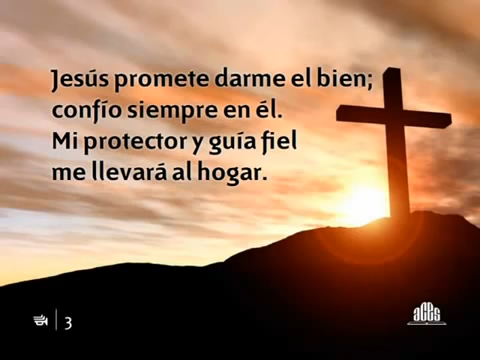 Jesús promete darme el bien;
confío siempre en él.
Mi protector y guía fiel
me llevará al hogar.
3
aces